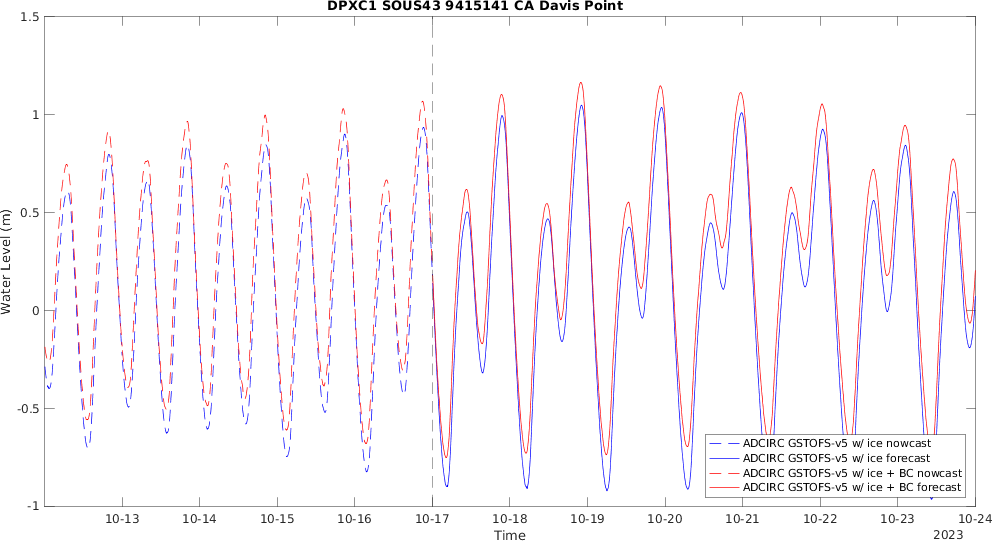 DPXC1 SOUS43 9415141 CA Davis Point
Water Level (m)
1.5
1
0.5
0
-0.5
-1
10-13 10-14 10-15 10-16 10-17 10-18 10-19 10-20 10-21 10-22 10-23 10-24
Time
2023
ADCIRC GSTOFS-v5 w/ ice nowcast
ADCIRC GSTOFS-v5 w/ ice forecast
ADCIRC GSTOFS-v5 w/ ice + BC nowcast
ADCIRC GSTOFS-v5 w/ ice + BC forecast